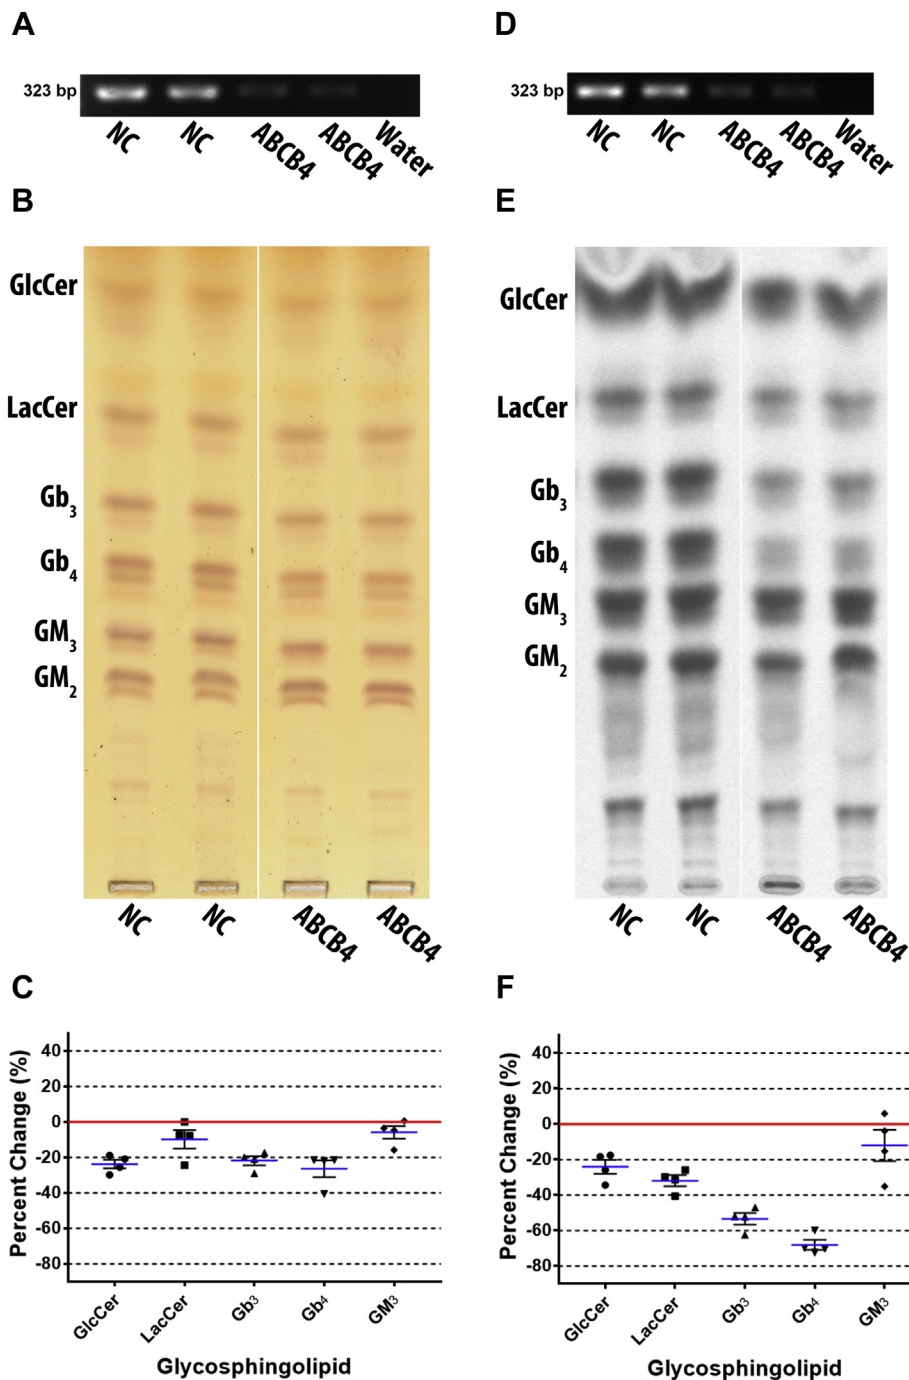 A
323 bp
NC NC ABCB4 ABCB4 Water
B
GlcCer
LacCer
Gb3
Gb4
GM3
GM2
NC NC ABCB4 ABCB4
C
Percent Change (%)
40
20
0
-20
-40
-60
-80
GlcCer LacCer Gb3 Gb4 GM3
Glycosphingolipid
D
323 bp
NC NC ABCB4 ABCB4 Water
E
GlcCer
LacCer
Gb3
Gb4
GM3
GM2
NC NC ABCB4 ABCB4
F
Percent Change (%)
40
20
0
-20
-40
-60
-80
GlcCer LacCer Gb3 Gb4 GM3
Glycosphingolipid